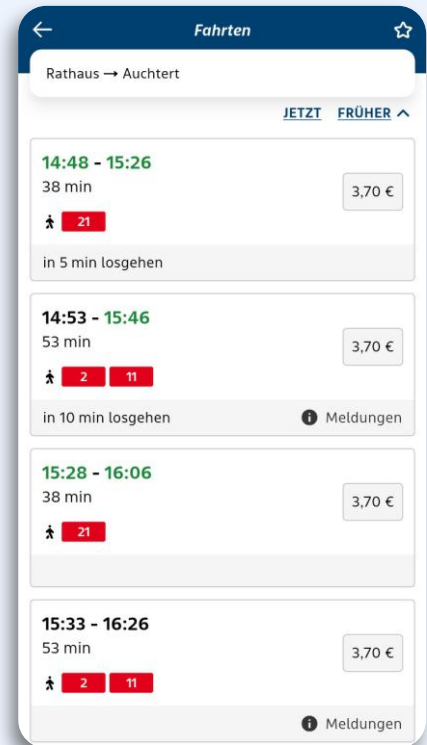 Fahrten
Rathaus → Auchtert
JETZT FRÜHER
14:48 - 15:26
38 min
3,70 €
21
in 5 min losgehen
14:53 - 15:46
53 min
3,70 €
2 11
in 10 min losgehen Meldungen
15:28 - 16:06
38 min
3,70 €
21
15:33 - 16:26
53 min
3,70 €
2 11
Meldungen